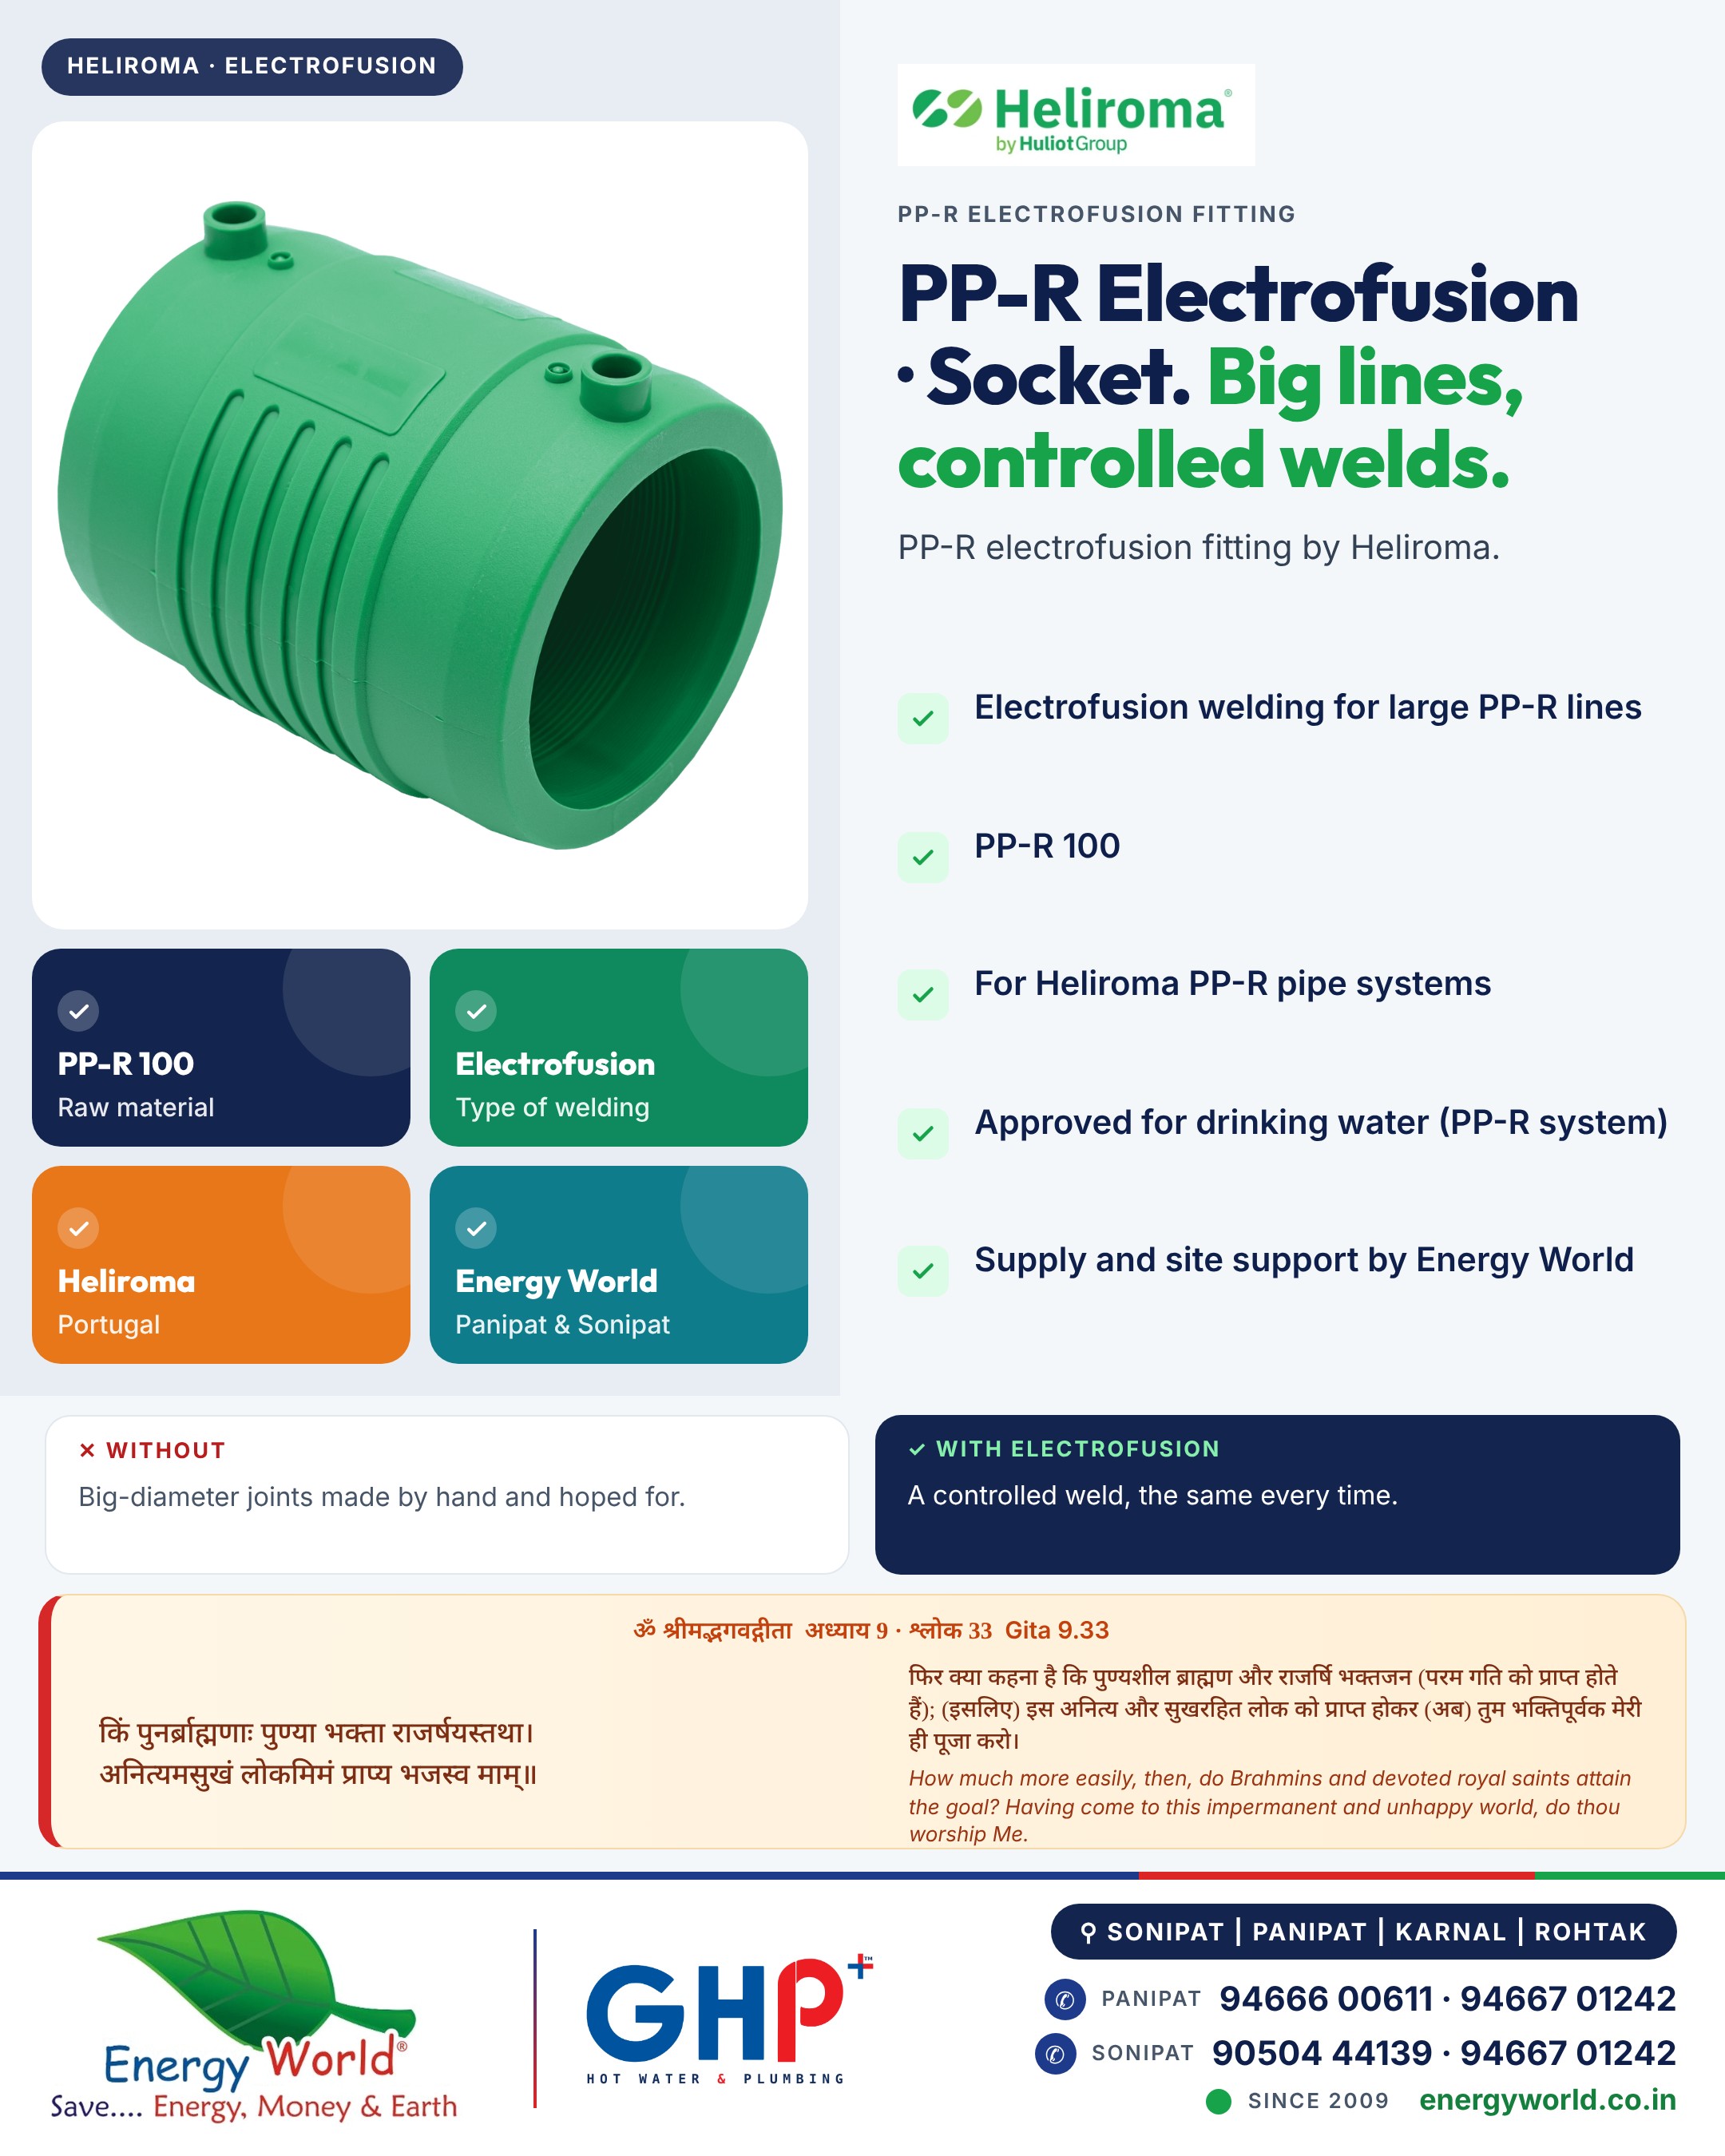 HELIROMA · ELECTROFUSION
Heliroma®
by HuliotGroup
PP-R ELECTROFUSION FITTING
PP-R Electrofusion
· Socket. Big lines,
controlled welds.
PP-R electrofusion fitting by Heliroma.
Electrofusion welding for large PP-R lines
PP-R 100
For Heliroma PP-R pipe systems
Approved for drinking water (PP-R system)
Supply and site support by Energy World
PP-R 100
Raw material
Electrofusion
Type of welding
Heliroma
Portugal
Energy World
Panipat & Sonipat
✕ WITHOUT
Big-diameter joints made by hand and hoped for.
✓ WITH ELECTROFUSION
A controlled weld, the same every time.
ॐ श्रीमद्भगवद्गीता अध्याय 9 · श्लोक 33 Gita 9.33
किं पुनर्ब्राह्मणाः पुण्या भक्ता राजर्षयस्तथा।
अनित्यमसुखं लोकमिमं प्राप्य भजस्व माम्॥
फिर क्या कहना है कि पुण्यशील ब्राह्मण और राजर्षि भक्तजन (परम गति को प्राप्त होते
हैं); (इसलिए) इस अनित्य और सुखरहित लोक को प्राप्त होकर (अब) तुम भक्तिपूर्वक मेरी
ही पूजा करो।
How much more easily, then, do Brahmins and devoted royal saints attain
the goal? Having come to this impermanent and unhappy world, do thou
worship Me.
Energy World®
Save.... Energy, Money & Earth
GHP+™
HOT WATER & PLUMBING
SONIPAT | PANIPAT | KARNAL | ROHTAK
PANIPAT 94666 00611 · 94667 01242
SONIPAT 90504 44139 · 94667 01242
SINCE 2009 energyworld.co.in